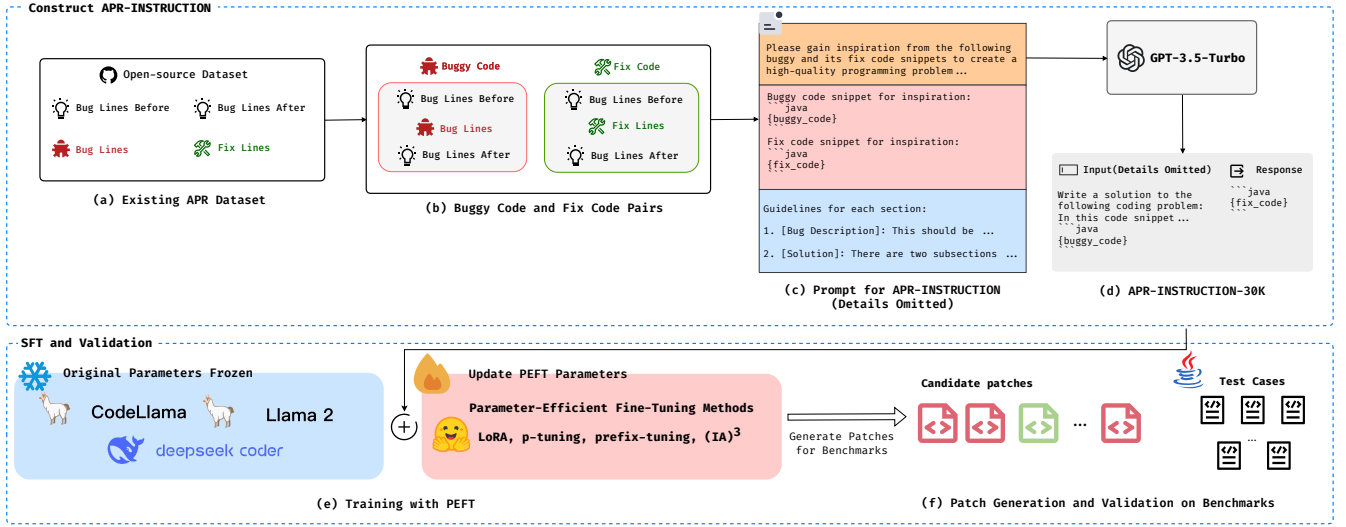 Construct APR-INSTRUCTION
Open-source Dataset
Bug Lines Before
Bug Lines After
Bug Lines
Fix Lines
(a) Existing APR Dataset
Buggy Code
Fix Code
Bug Lines Before
Bug Lines
Bug Lines After
Bug Lines Before
Fix Lines
Bug Lines After
(b) Buggy Code and Fix Code Pairs
Please gain inspiration from the following
buggy and its fix code snippets to create a
high-quality programming problem...
Buggy code snippet for inspiration:
```java
{buggy_code}
```
Fix code snippet for inspiration:
```java
{fix_code}
```
Guidelines for each section:
1. [Bug Description]: This should be ...
2. [Solution]: There are two subsections ...
(c) Prompt for APR-INSTRUCTION
(Details Omitted)
GPT-3.5-Turbo
Input(Details Omitted)
Write a solution to the
following coding problem:
In this code snippet...
```java
{buggy_code}
```
Response
```java
{fix_code}
```
(d) APR-INSTRUCTION-30K
SFT and Validation
Original Parameters Frozen
CodeLlama
Llama 2
deepseek coder
Update PEFT Parameters
Parameter-Efficient Fine-Tuning Methods
LoRA, p-tuning, prefix-tuning, (IA)³
(e) Training with PEFT
Generate Patches
for Benchmarks
Candidate patches
...
Java
Test Cases
...
(f) Patch Generation and Validation on Benchmarks